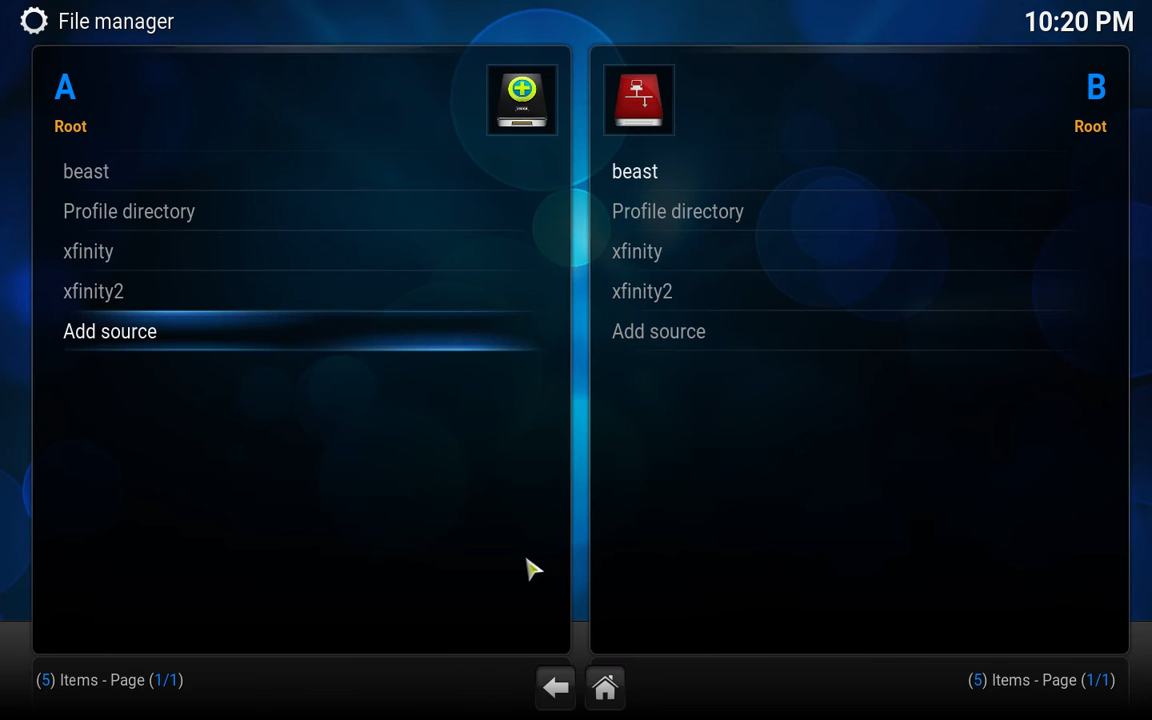 File manager
10:20 PM
A
Root
beast
Profile directory
xfinity
xfinity2
Add source
(5) Items - Page (1/1)
B
Root
beast
Profile directory
xfinity
xfinity2
Add source
(5) Items - Page (1/1)